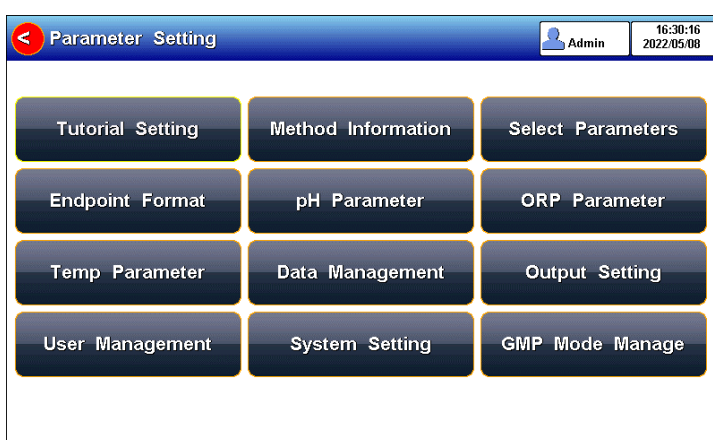 < Parameter Setting
Admin
16:30:16
2022/05/08
Tutorial Setting
Method Information
Select Parameters
Endpoint Format
pH Parameter
ORP Parameter
Temp Parameter
Data Management
Output Setting
User Management
System Setting
GMP Mode Manage